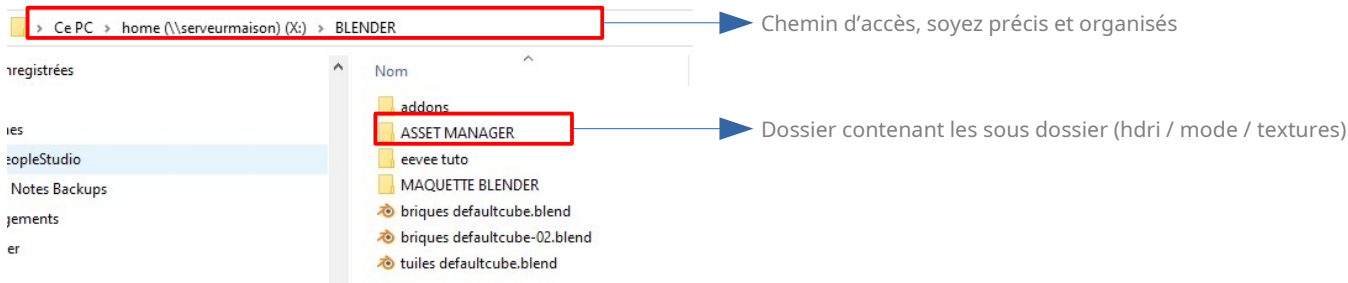 Ce PC > home (\\serveurmaison) (X:) > BLENDER
Chemin d'accès, soyez précis et organisés
Nom
addons
ASSET MANAGER
Dossier contenant les sous dossier (hdri / mode / textures)
eopleStudio
eevee tuto
Notes Backups
MAQUETTE BLENDER
briques defaultcube.blend
gements
briques defaultcube-02.blend
er
tuiles defaultcube.blend